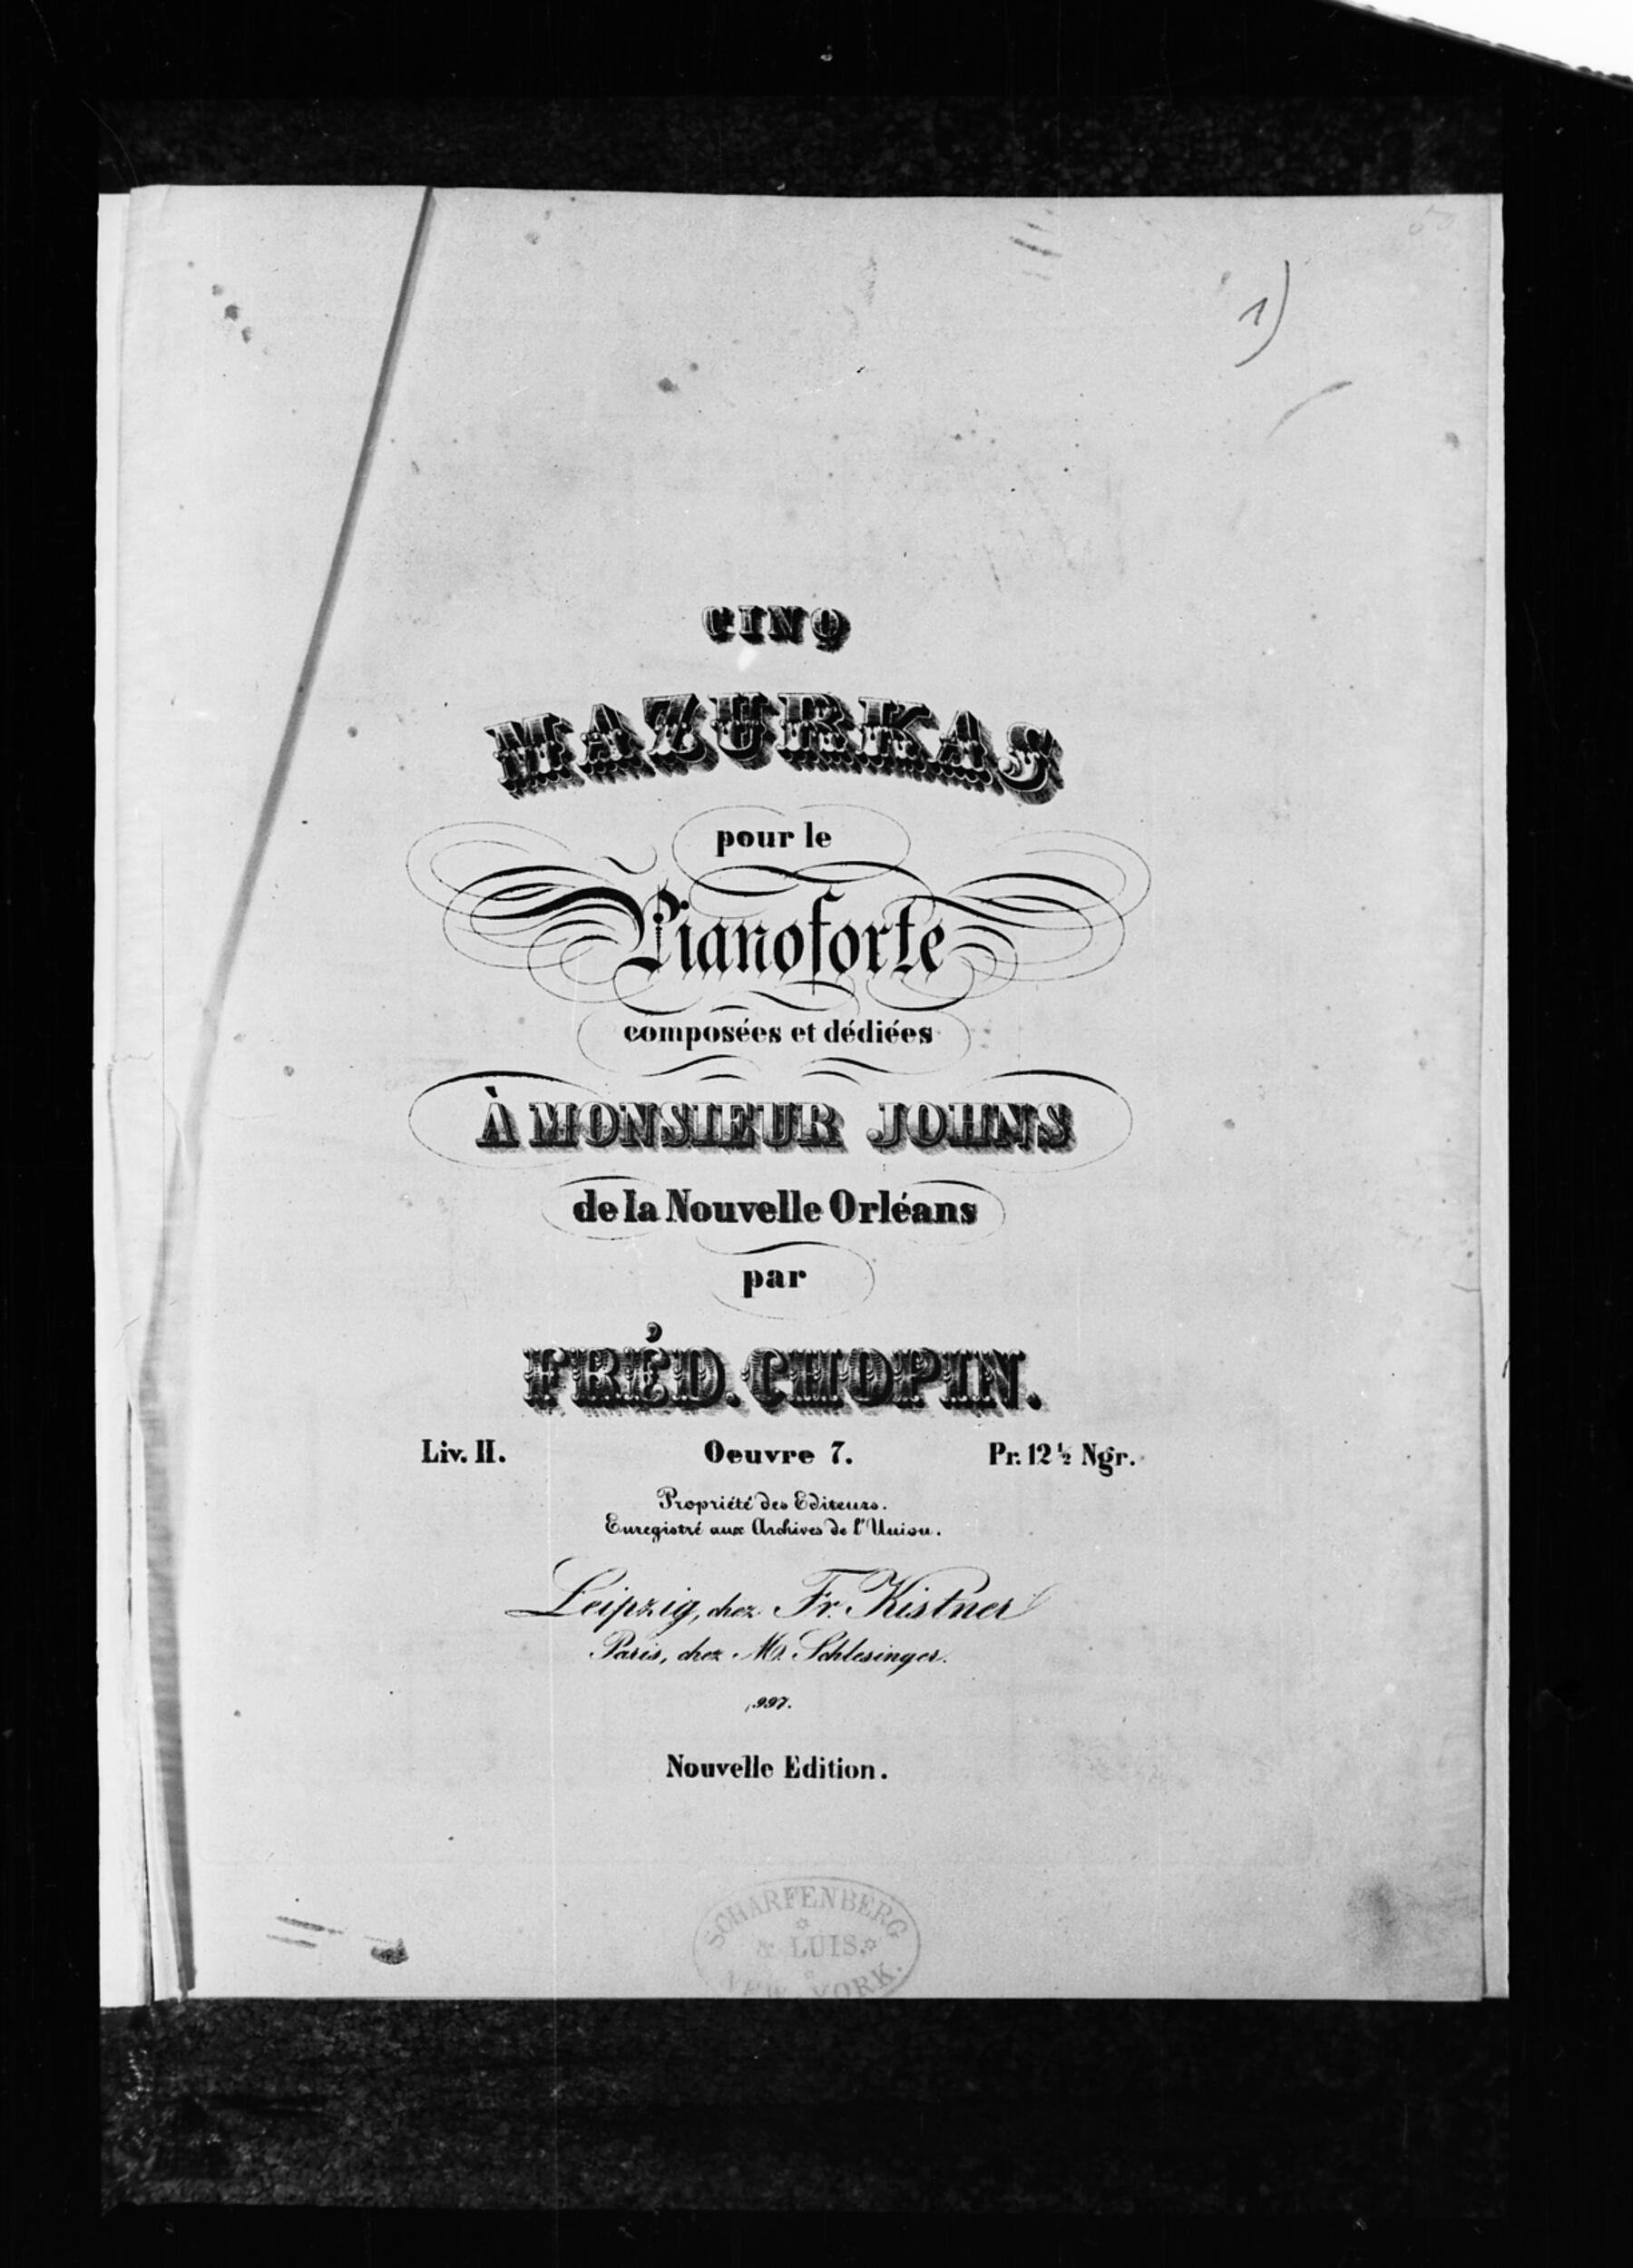 1)
CINQ
MAZURKAS
pour le
Pianoforte
composées et dédiées
À MONSIEUR JOHNS
de la Nouvelle Orléans
par
FRÉD. CHOPIN.
Liv. II. Oeuvre 7. Pr. 12 ½ Ngr.
Propriété des Editeurs.
Enregistré aux Archives de l'Union.
Leipzig, chez Fr. Kistner
Paris, chez M. Schlesinger.
997.
Nouvelle Edition.
SCHARFENBERG
& LUIS.
NEW-YORK.